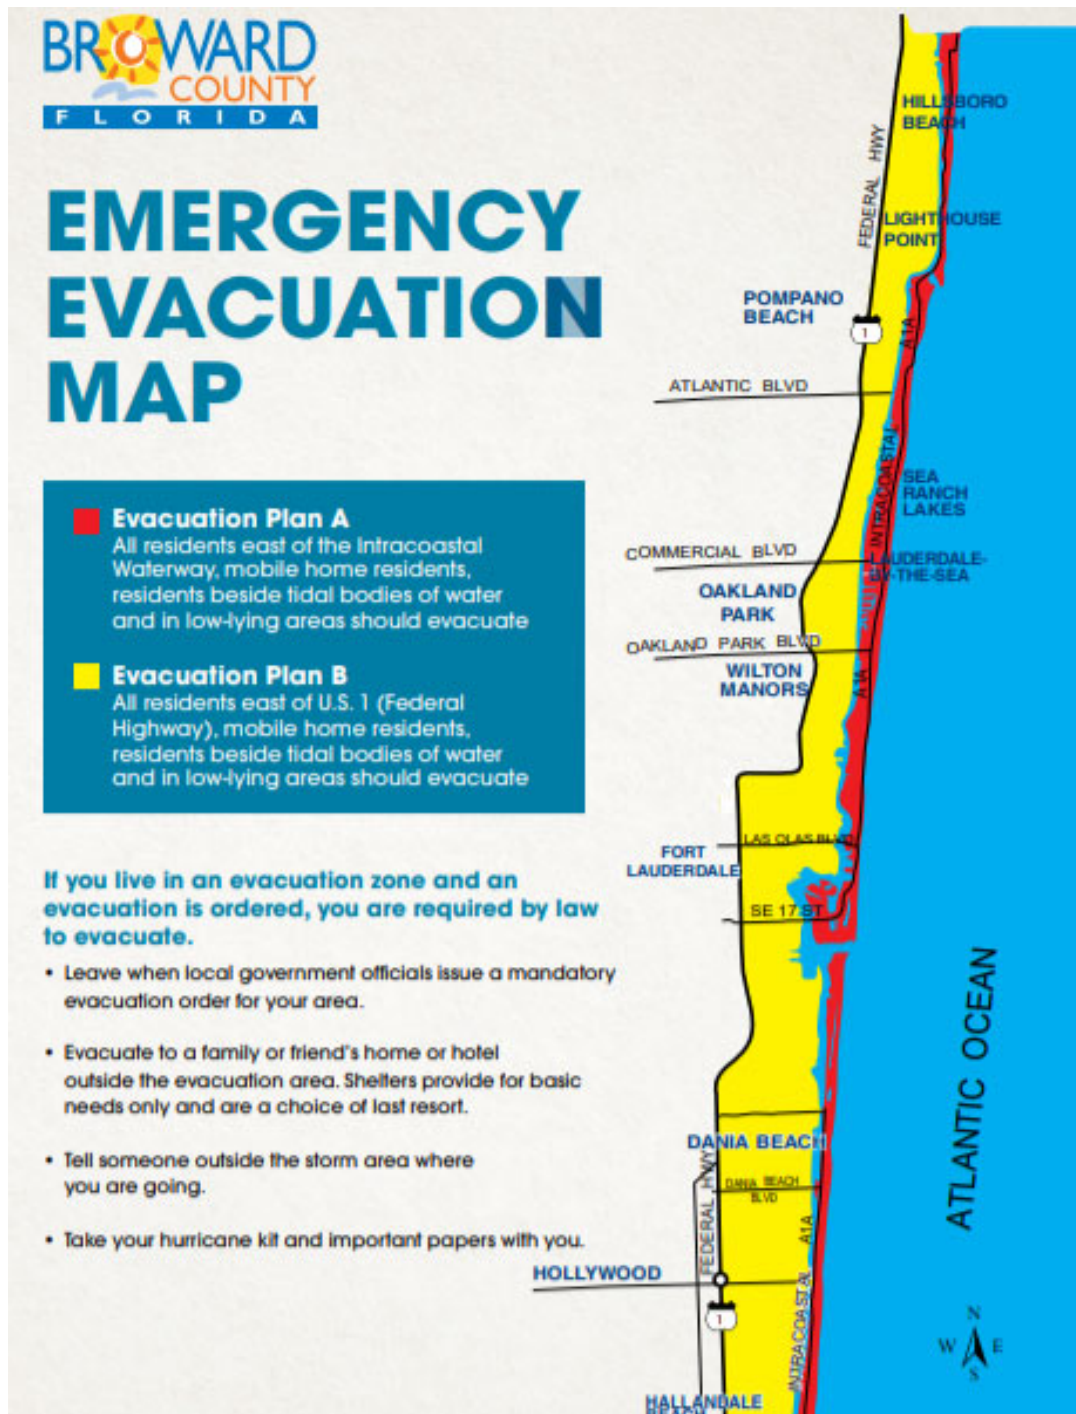 BROWARD
COUNTY
FLORIDA
EMERGENCY
EVACUATION
MAP
Evacuation Plan A
All residents east of the Intracoastal
Waterway, mobile home residents,
residents beside tidal bodies of water
and in low-lying areas should evacuate
Evacuation Plan B
All residents east of U.S. 1 (Federal
Highway), mobile home residents,
residents beside tidal bodies of water
and in low-lying areas should evacuate
If you live in an evacuation zone and an
evacuation is ordered, you are required by law
to evacuate.
• Leave when local government officials issue a mandatory
evacuation order for your area.
• Evacuate to a family or friend's home or hotel
outside the evacuation area. Shelters provide for basic
needs only and are a choice of last resort.
• Tell someone outside the storm area where
you are going.
• Take your hurricane kit and important papers with you.
HILLSBORO
BEACH
FEDERAL HWY
LIGHTHOUSE
POINT
POMPANO
BEACH
1
A1A
ATLANTIC BLVD
INTRACOASTAL
SEA
RANCH
LAKES
COMMERCIAL BLVD
LAUDERDALE-
BY-THE-SEA
OAKLAND
PARK
OAKLAND PARK BLVD
WILTON
MANORS
A1A
LAS OLAS BLVD
FORT
LAUDERDALE
SE 17 ST
ATLANTIC OCEAN
DANIA BEACH
FEDERAL HWY
DANIA BEACH
BLVD
A1A
HOLLYWOOD
1
INTRACOASTAL
N
W E
S
HALLANDALE
BEACH